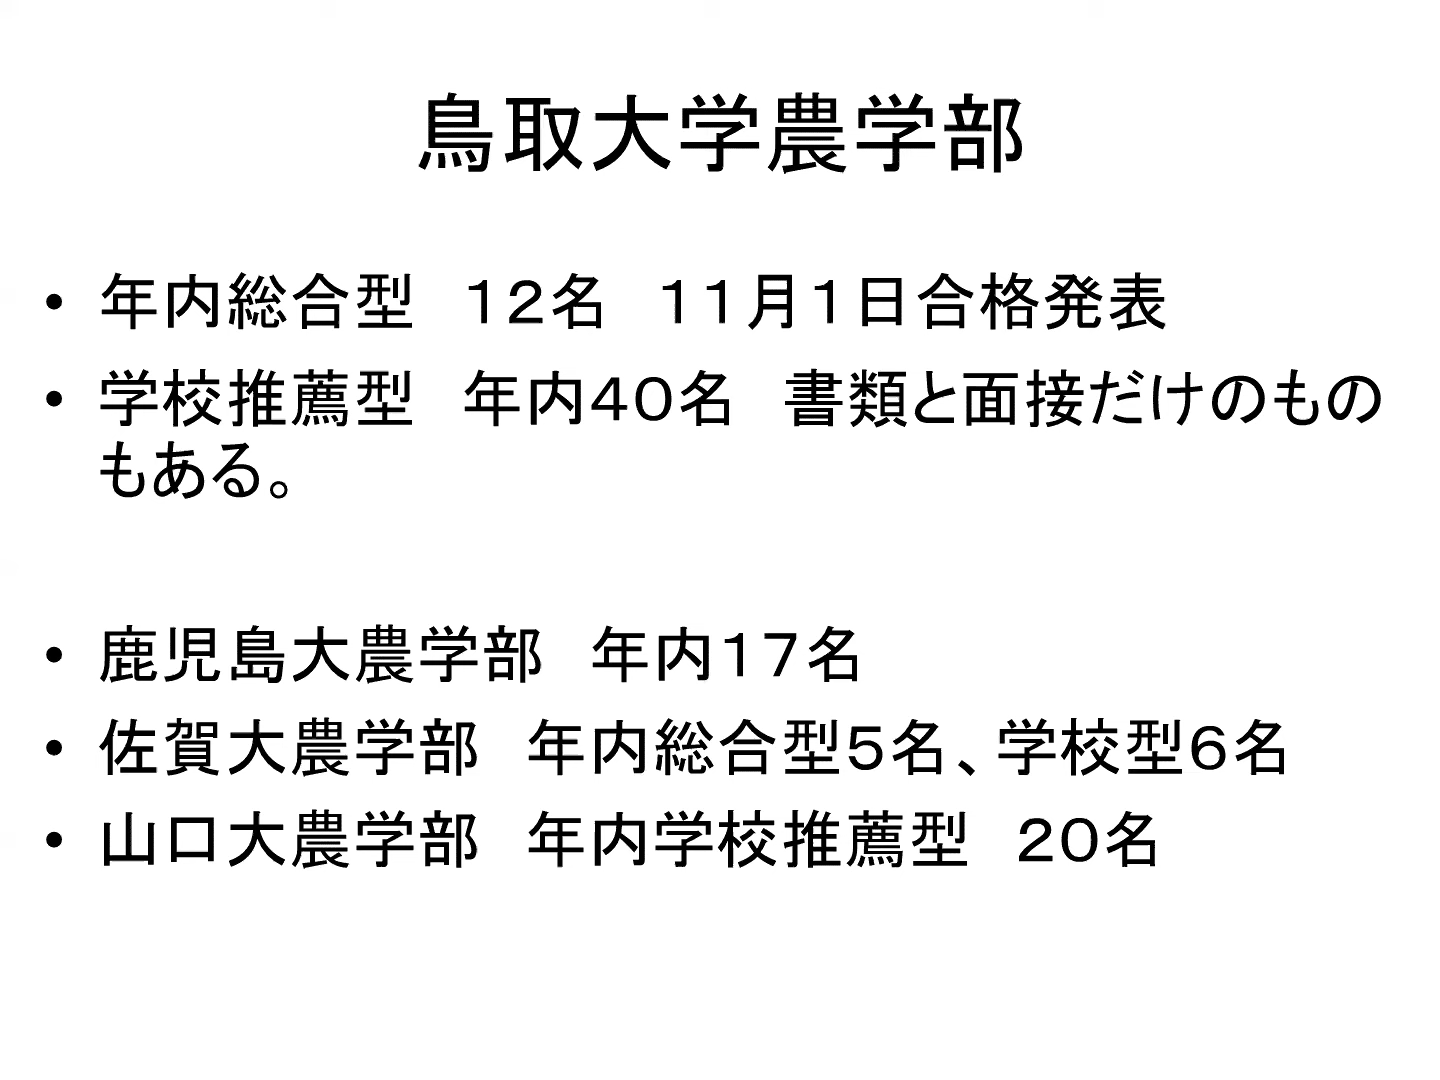 鳥取大学農学部
• 年内総合型　１２名　１１月１日合格発表
• 学校推薦型　年内４０名　書類と面接だけのもの
もある。
• 鹿児島大農学部　年内１７名
• 佐賀大農学部　年内総合型５名、学校型６名
• 山口大農学部　年内学校推薦型　２０名